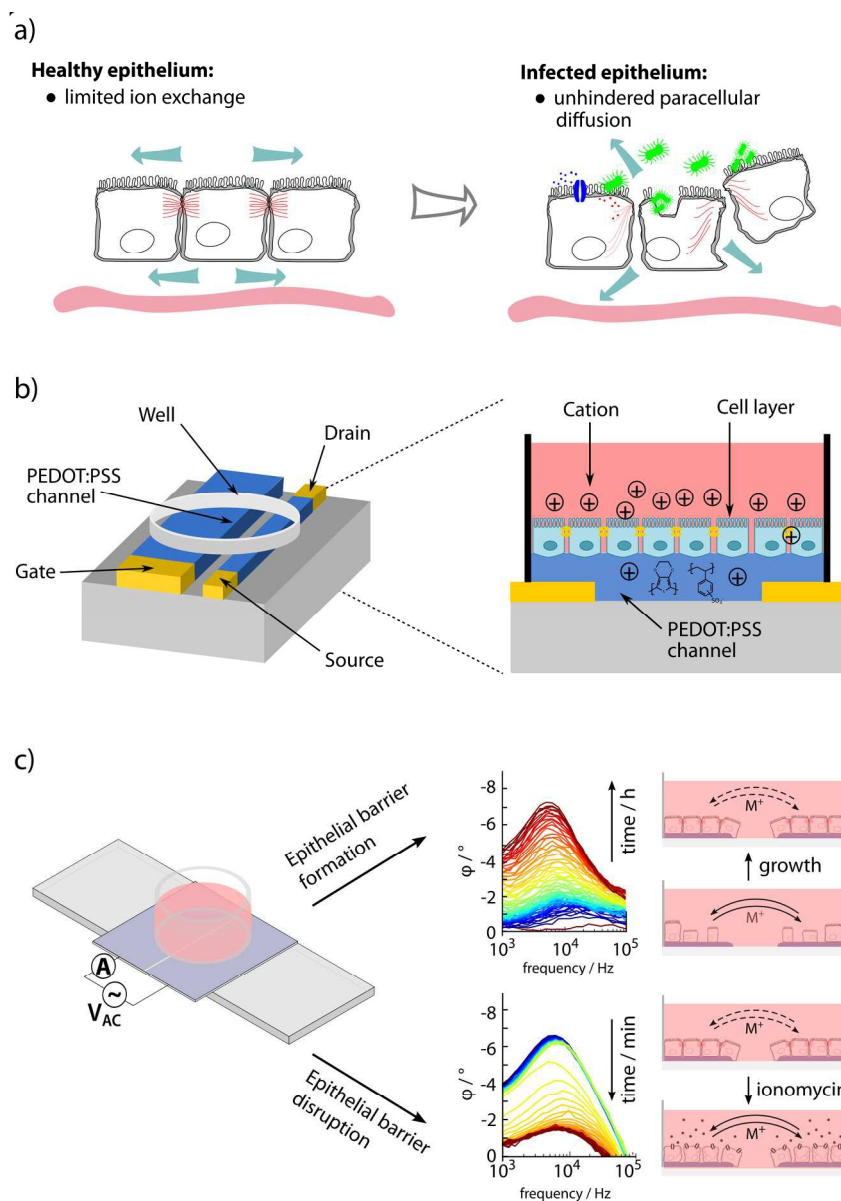 a)
Healthy epithelium:
● limited ion exchange
Infected epithelium:
● unhindered paracellular
diffusion
b)
Well
Drain
PEDOT:PSS
channel
Gate
Source
Cation
Cell layer
+ + + + + + + + +
+
+ +
SO₃⁻
PEDOT:PSS
channel
c)
A
~
V_AC
Epithelial barrier
formation
-8
-6
-4
-2
0
φ / °
10³ 10⁴ 10⁵
frequency / Hz
time / h
M⁺
growth
M⁺
Epithelial barrier
disruption
-8
-6
-4
-2
0
φ / °
10³ 10⁴ 10⁵
frequency / Hz
time / min
M⁺
ionomycin
M⁺